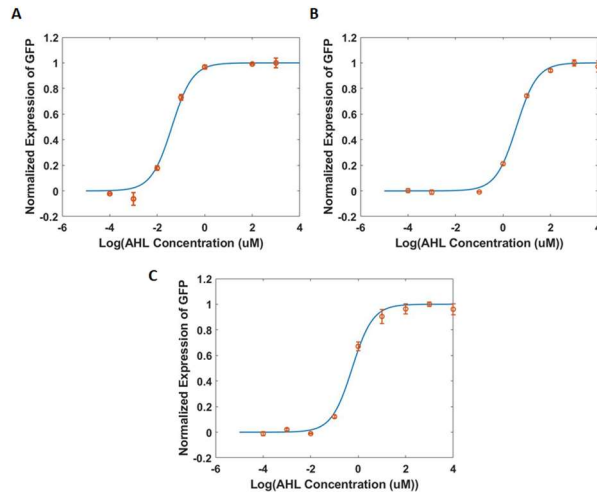 A
Normalized Expression of GFP
1.2
1
0.8
0.6
0.4
0.2
0
-0.2
-6 -4 -2 0 2 4
Log(AHL Concentration (uM))
B
Normalized Expression of GFP
1.2
1
0.8
0.6
0.4
0.2
0
-0.2
-6 -4 -2 0 2 4
Log(AHL Concentration (uM))
C
Normalized Expression of GFP
1.2
1
0.8
0.6
0.4
0.2
0
-0.2
-6 -4 -2 0 2 4
Log(AHL Concentration (uM))